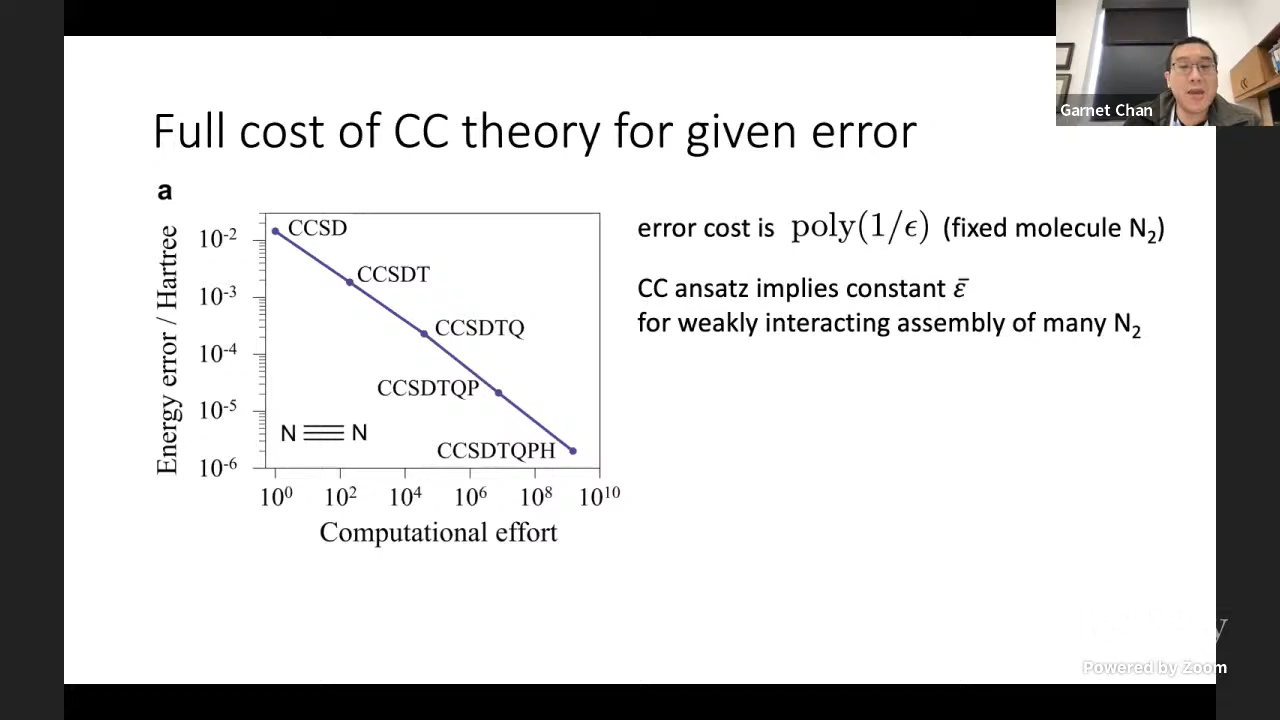 Garnet Chan
Full cost of CC theory for given error
a
Energy error / Hartree
10⁻²
10⁻³
10⁻⁴
10⁻⁵
10⁻⁶
CCSD
CCSDT
CCSDTQ
CCSDTQP
CCSDTQPH
N≡N
10⁰ 10² 10⁴ 10⁶ 10⁸ 10¹⁰
Computational effort
error cost is poly(1/ϵ) (fixed molecule N₂)
CC ansatz implies constant ε̄
for weakly interacting assembly of many N₂
Powered by Zoom